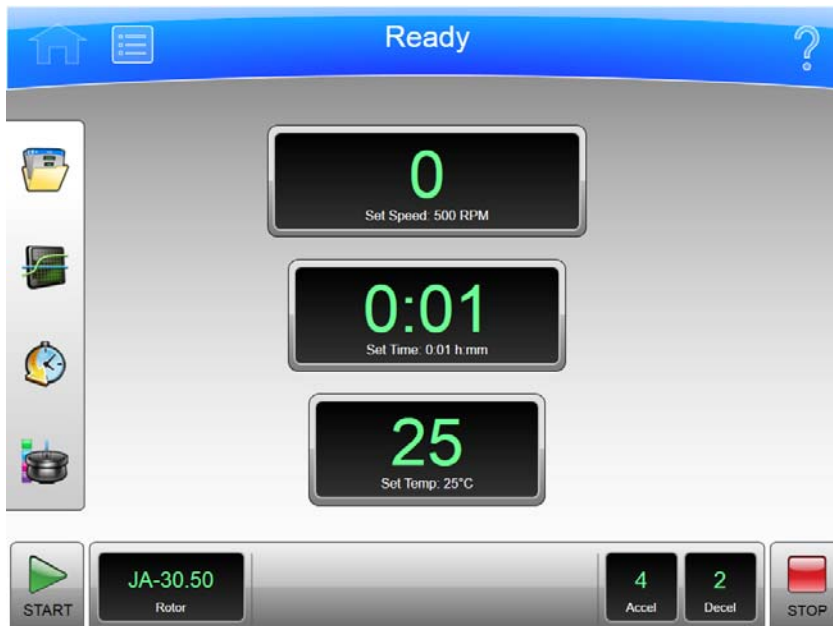 Ready
0
Set Speed: 500 RPM
0:01
Set Time: 0:01 h:mm
25
Set Temp: 25°C
START
JA-30.50
Rotor
4
Accel
2
Decel
STOP